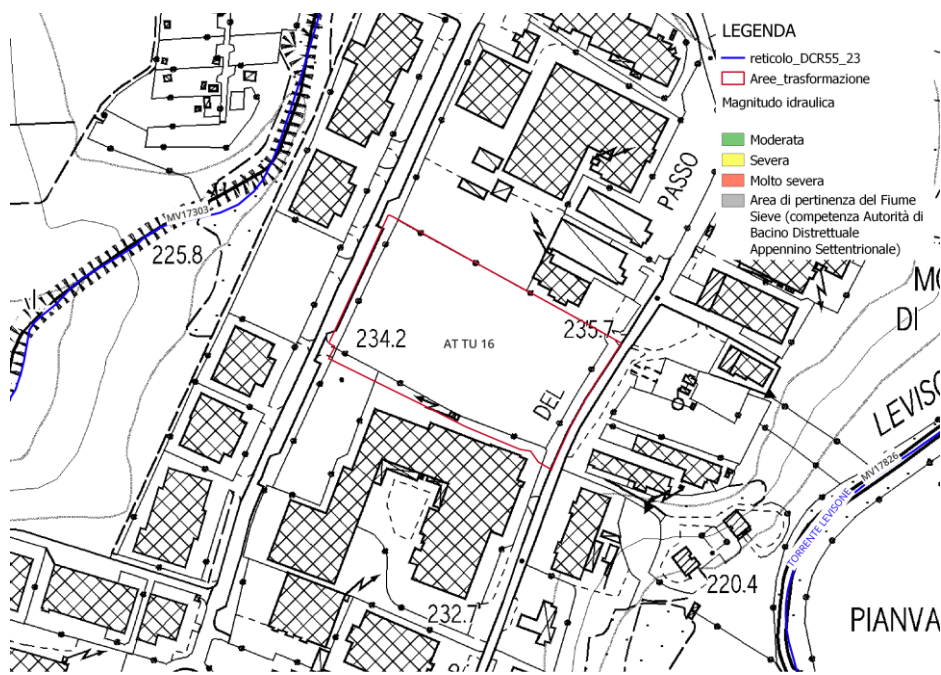 LEGENDA
reticolo_DCR55_23
Aree_trasformazione
Magnitudo idraulica
Moderata
Severa
Molto severa
Area di pertinenza del Fiume
Sieve (competenza Autorità di
Bacino Distrettuale
Appennino Settentrionale)
PASSO
MV17303
225.8
234.2
AT TU 16
235.7
DEL
MO
DI
LEVISO
MV17826
TORRENTE LEVISONE
220.4
232.7
PIANVA